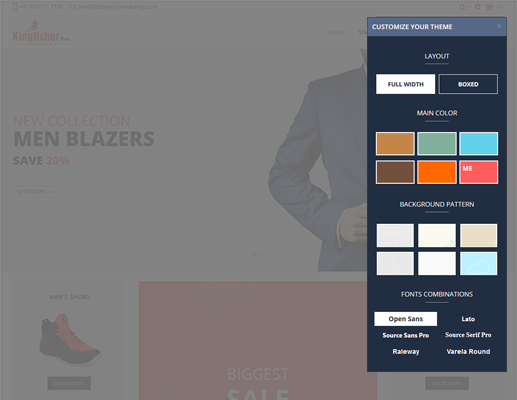 Kingfisher Pro
NEW COLLECTION
MEN BLAZERS
SAVE 20%
SHOP NOW
MEN'S SHOES
SHOP NOW
BIGGEST
SALE
SHOP NOW
CUSTOMIZE YOUR THEME ×
LAYOUT
FULL WIDTH BOXED
MAIN COLOR
ME
BACKGROUND PATTERN
FONTS COMBINATIONS
Open Sans Lato
Source Sans Pro Source Serif Pro
Raleway Varela Round